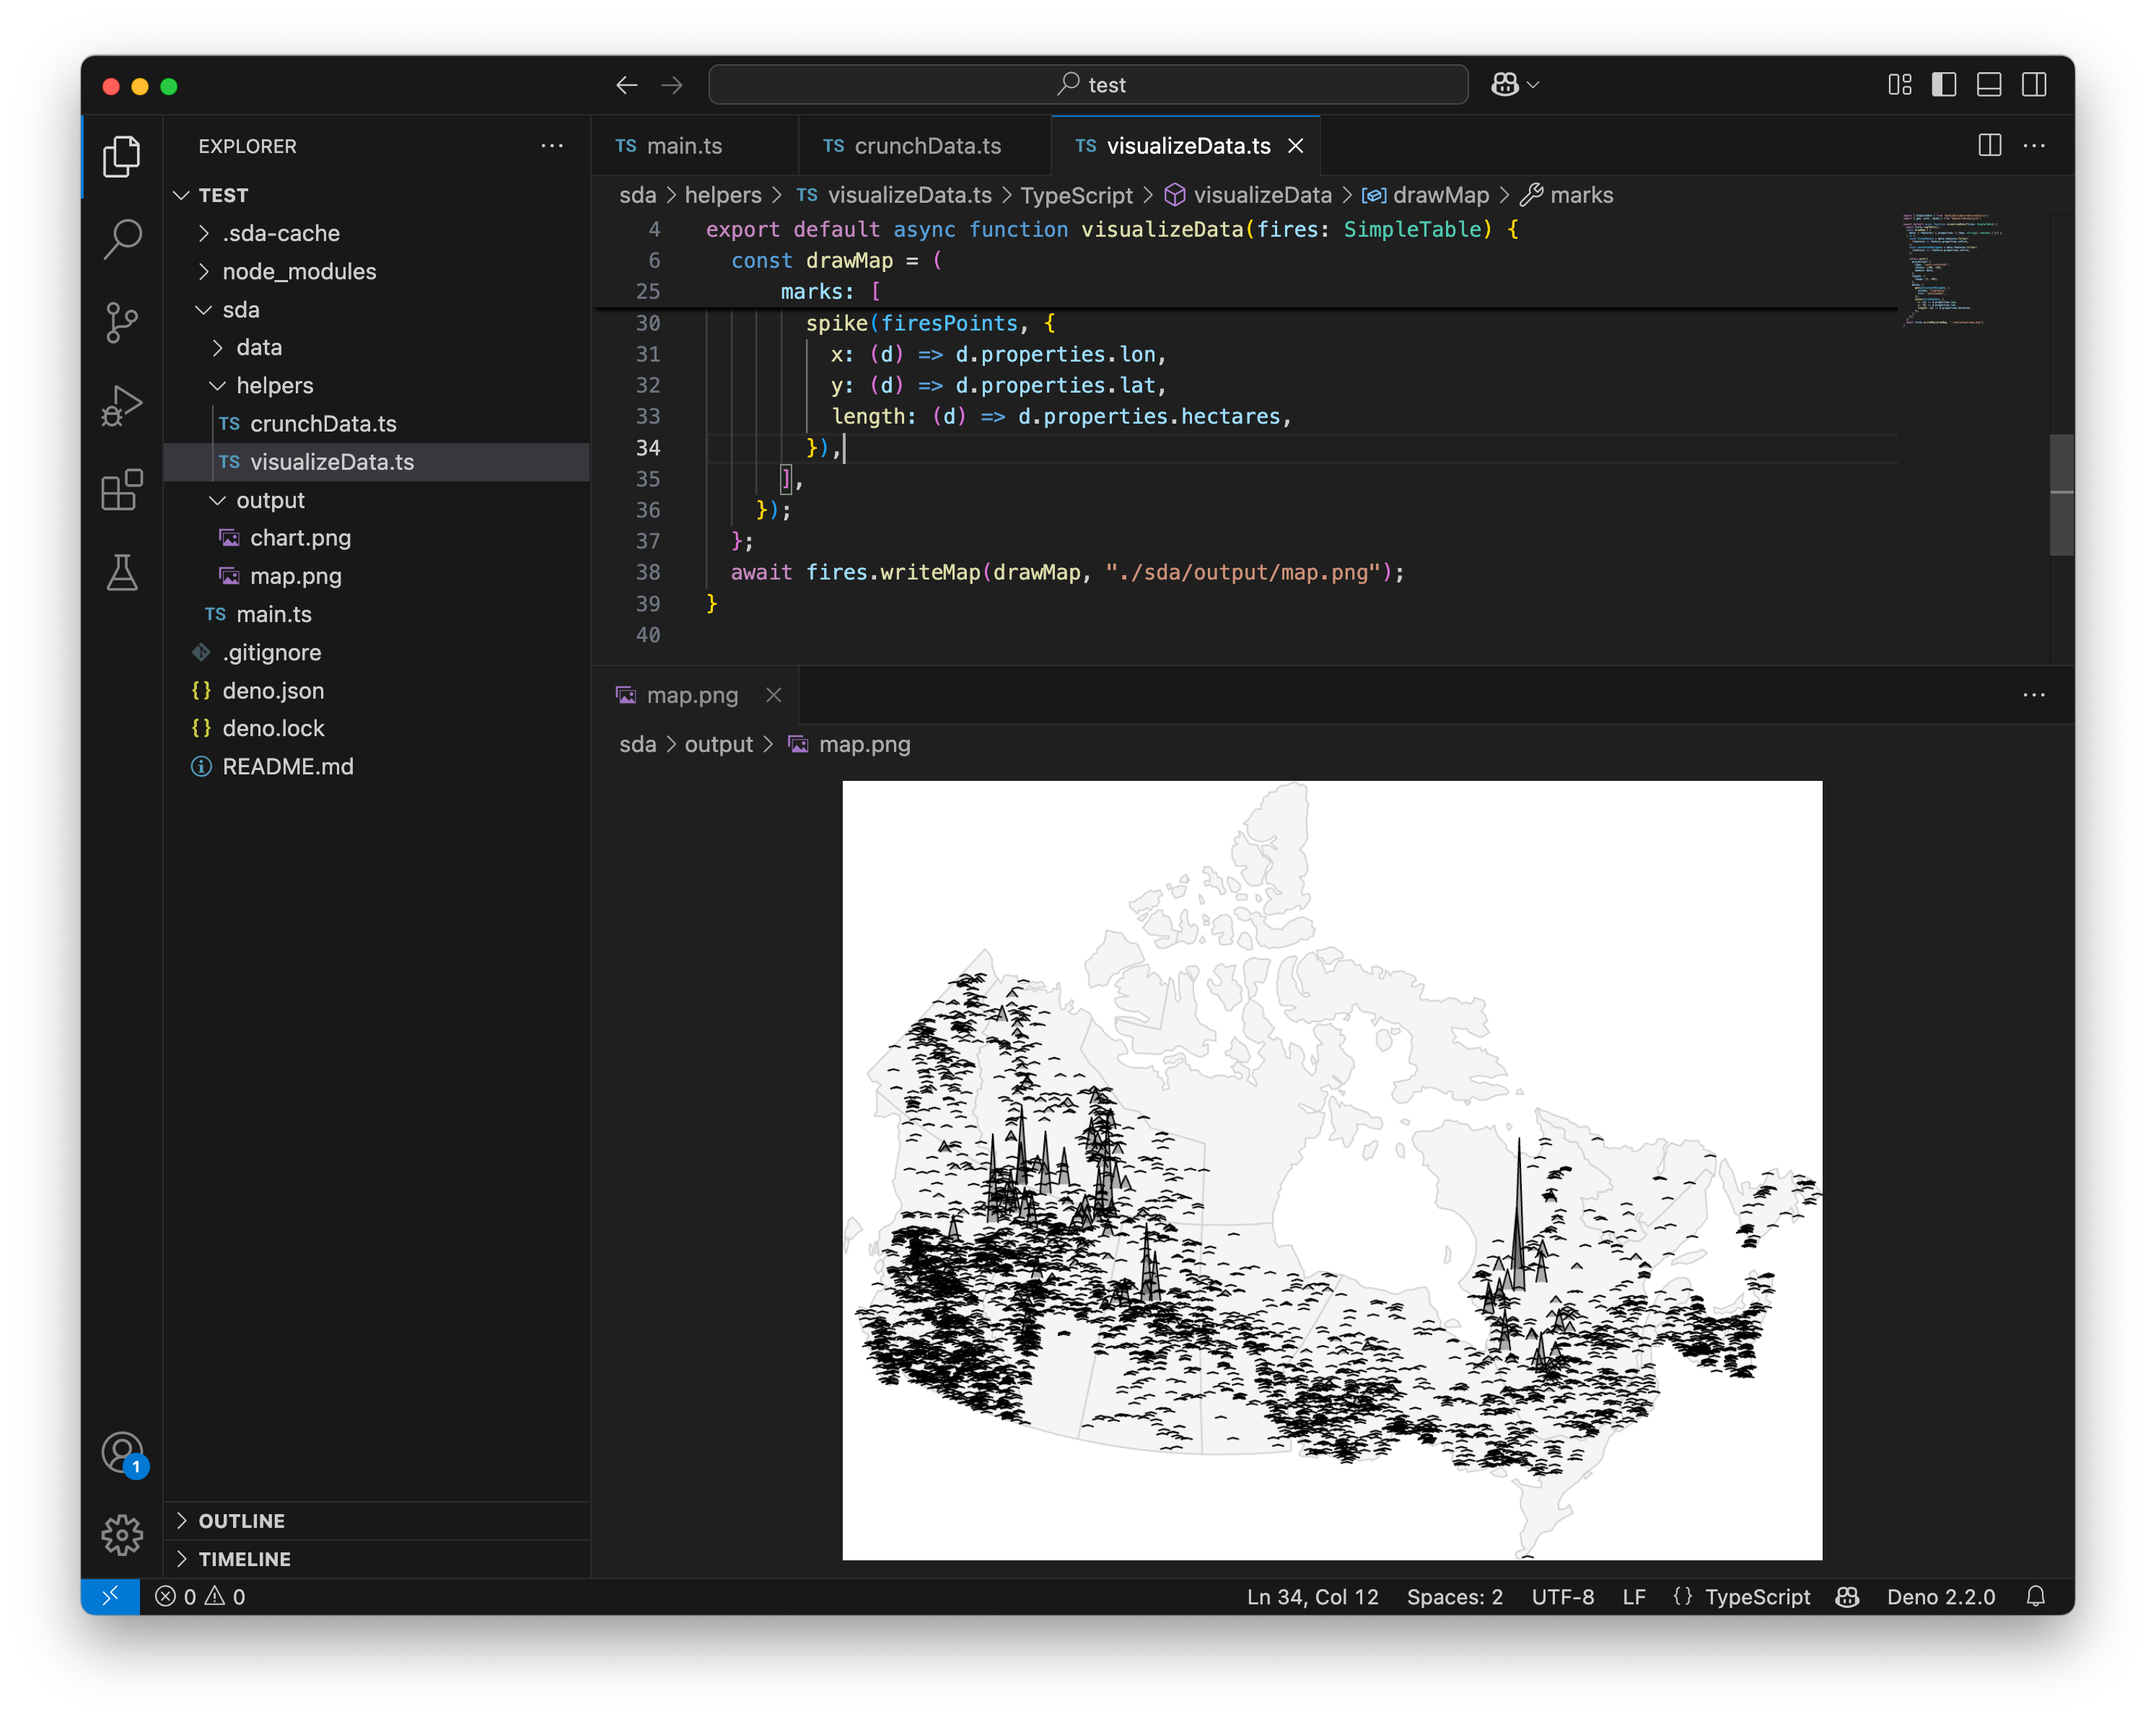 test
EXPLORER
TEST
.sda-cache
node_modules
sda
data
helpers
TS crunchData.ts
TS visualizeData.ts
output
chart.png
map.png
TS main.ts
.gitignore
{} deno.json
{} deno.lock
README.md
OUTLINE
TIMELINE
1
TS main.ts
TS crunchData.ts
TS visualizeData.ts
sda > helpers > TS visualizeData.ts > TypeScript > visualizeData > drawMap > marks
4 export default async function visualizeData(fires: SimpleTable) {
6 const drawMap = (
25 marks: [
30 spike(firesPoints, {
31 x: (d) => d.properties.lon,
32 y: (d) => d.properties.lat,
33 length: (d) => d.properties.hectares,
34 }),
35 ],
36 });
37 };
38 await fires.writeMap(drawMap, "./sda/output/map.png");
39 }
40
map.png
sda > output > map.png
0 0
Ln 34, Col 12 Spaces: 2 UTF-8 LF {} TypeScript Deno 2.2.0